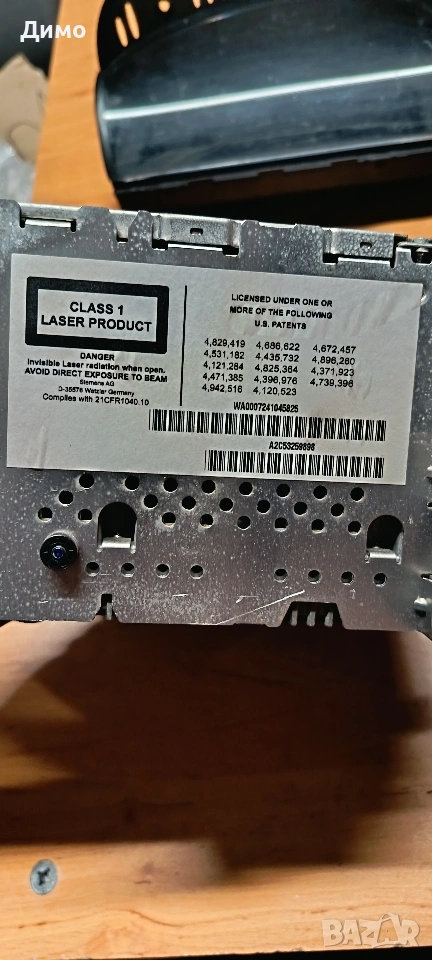 Димо
CLASS 1
LASER PRODUCT
DANGER
Invisible Laser radiation when open.
AVOID DIRECT EXPOSURE TO BEAM
Siemens AG
D-35576 Wetzlar Germany
Complies with 21CFR1040.10
LICENSED UNDER ONE OR
MORE OF THE FOLLOWING
U.S. PATENTS
4,829,419 4,686,622 4,672,457
4,531,182 4,435,732 4,896,260
4,121,284 4,825,364 4,371,923
4,471,385 4,396,976 4,739,396
4,942,516 4,120,523
WA0007241045825
A2C53259898
BAZAR